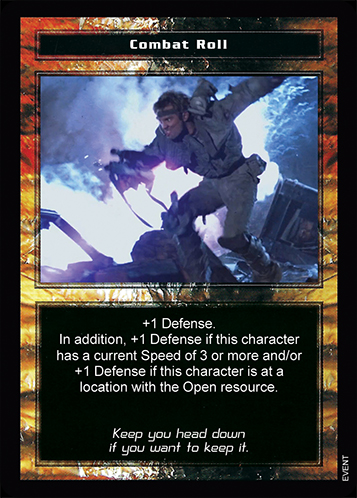 Combat Roll
+1 Defense.
In addition, +1 Defense if this character
has a current Speed of 3 or more and/or
+1 Defense if this character is at a
location with the Open resource.
Keep you head down
if you want to keep it.
EVENT